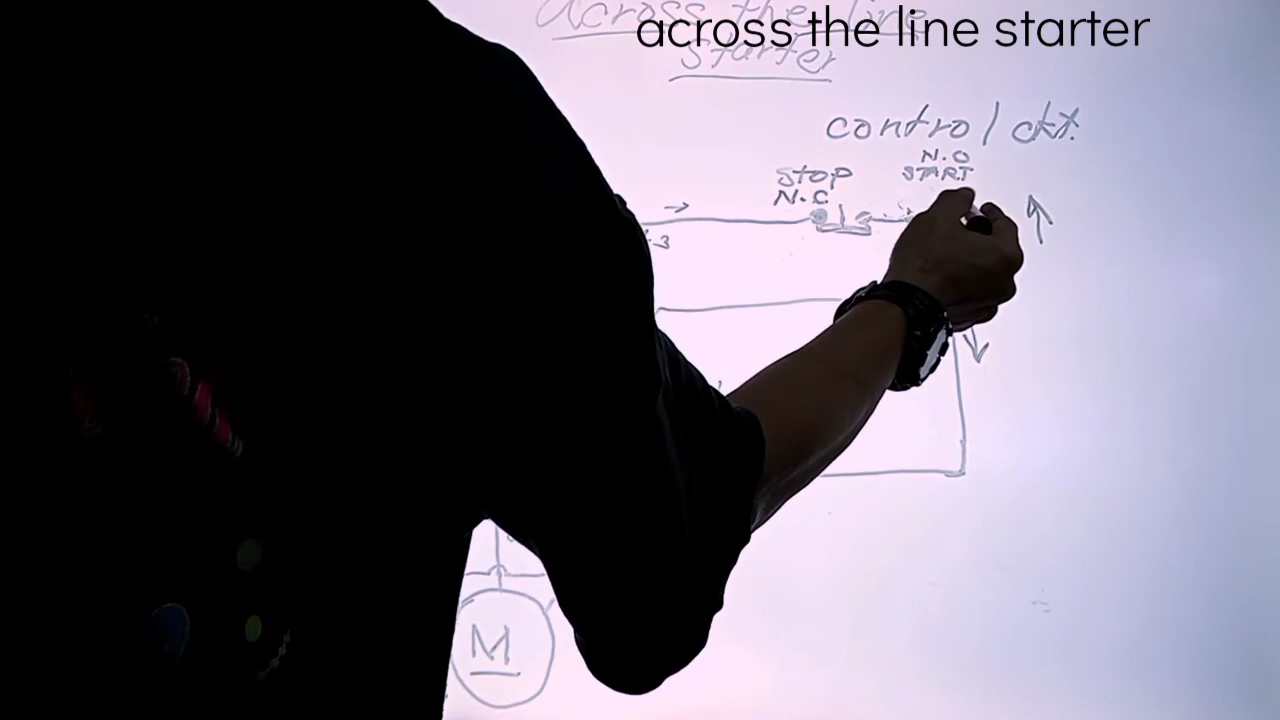 across the line starter
Across the line
starter
control ckt.
N.O
START
stop
N.C
M